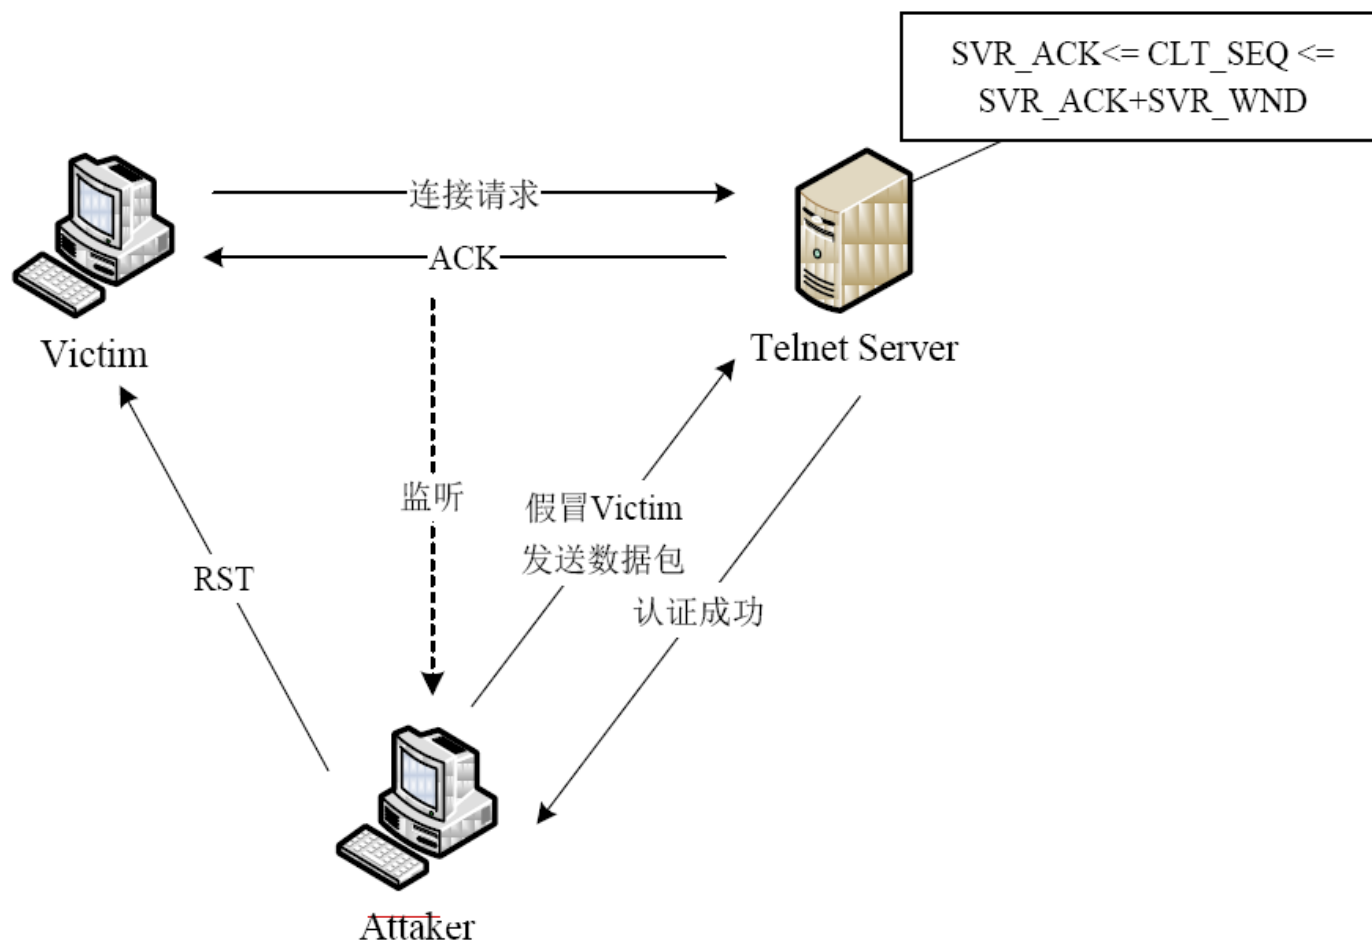 SVR_ACK<= CLT_SEQ <=
SVR_ACK+SVR_WND
连接请求
ACK
Victim
Telnet Server
监听
假冒Victim
发送数据包
RST
认证成功
Attaker